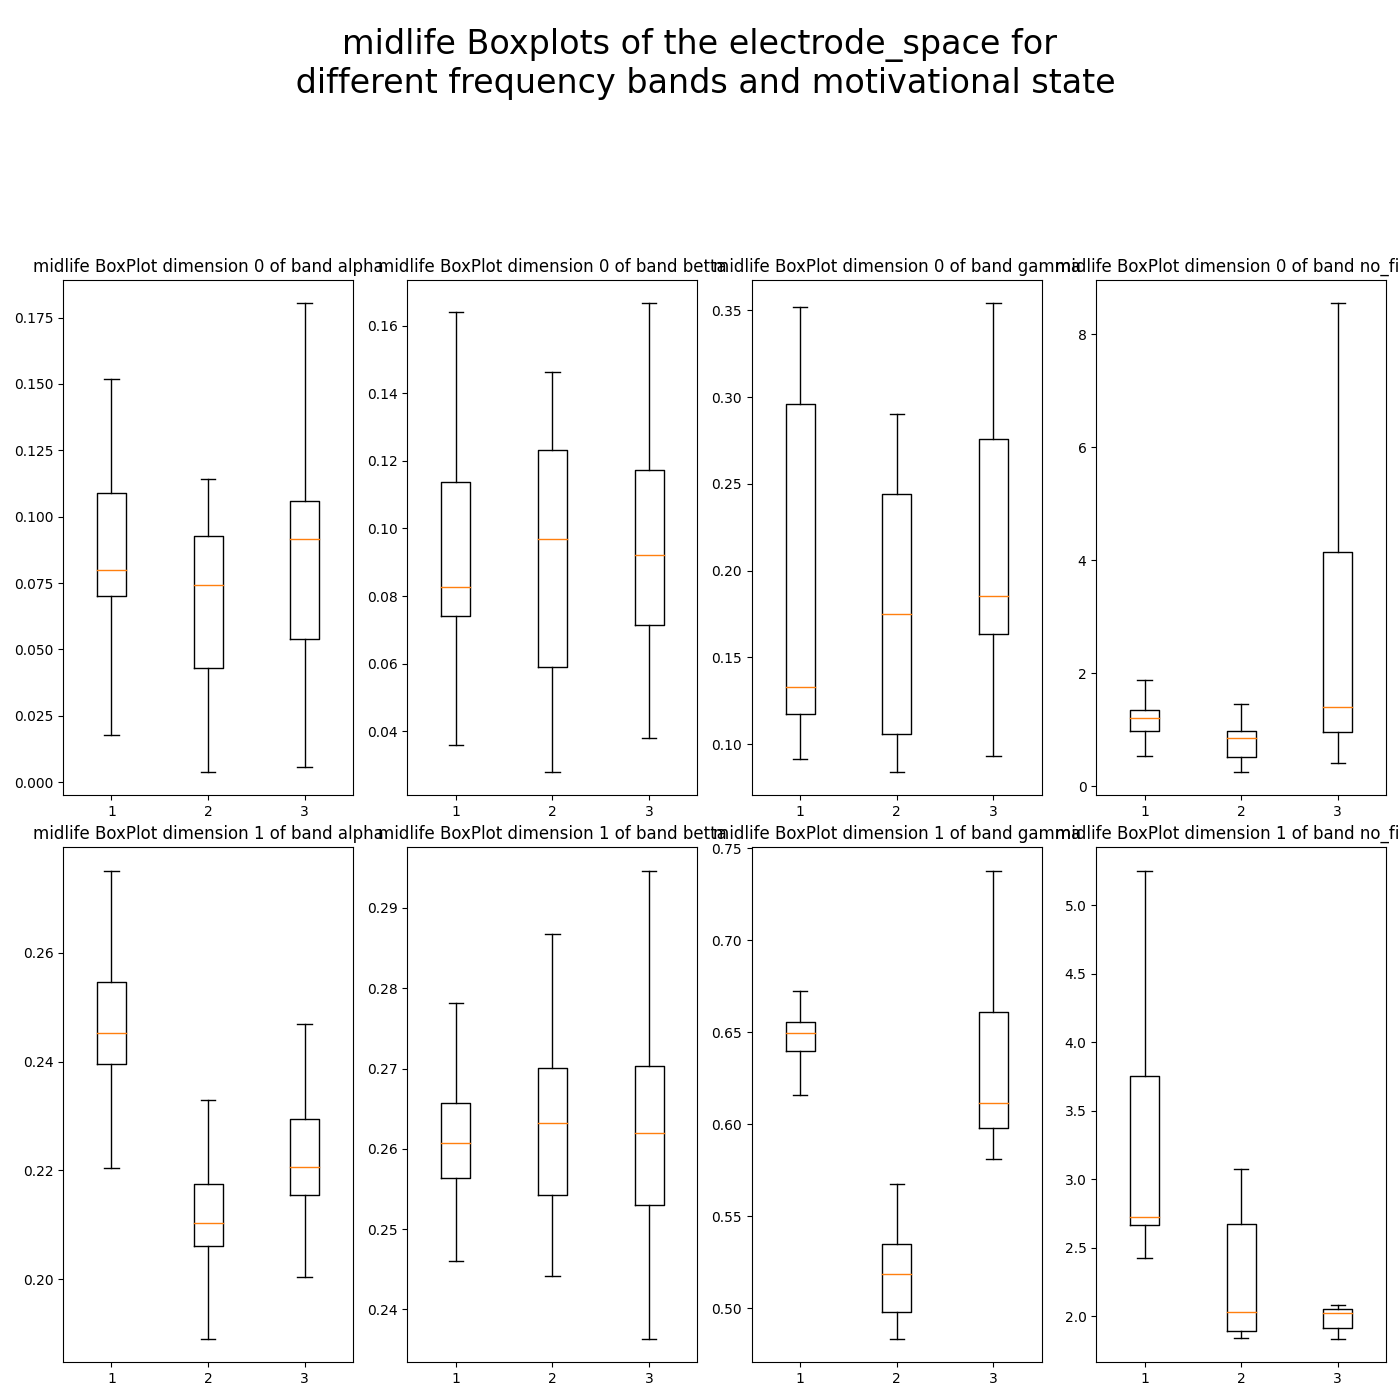 midlife Boxplots of the electrode_space for
different frequency bands and motivational state
midlife BoxPlot dimension 0 of band alpha
0.175
0.150
0.125
0.100
0.075
0.050
0.025
0.000
1 2 3
midlife BoxPlot dimension 0 of band betta
0.16
0.14
0.12
0.10
0.08
0.06
0.04
1 2 3
midlife BoxPlot dimension 0 of band gamma
0.35
0.30
0.25
0.20
0.15
0.10
1 2 3
midlife BoxPlot dimension 0 of band no_fi
8
6
4
2
0
1 2 3
midlife BoxPlot dimension 1 of band alpha
0.26
0.24
0.22
0.20
1 2 3
midlife BoxPlot dimension 1 of band betta
0.29
0.28
0.27
0.26
0.25
0.24
1 2 3
midlife BoxPlot dimension 1 of band gamma
0.75
0.70
0.65
0.60
0.55
0.50
1 2 3
midlife BoxPlot dimension 1 of band no_fi
5.0
4.5
4.0
3.5
3.0
2.5
2.0
1 2 3